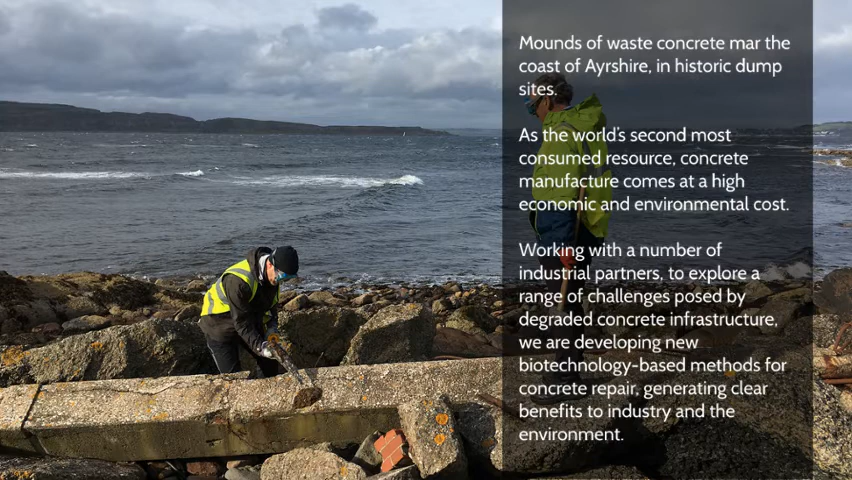 Mounds of waste concrete mar the
coast of Ayrshire, in historic dump
sites.
As the world's second most
consumed resource, concrete
manufacture comes at a high
economic and environmental cost.
Working with a number of
industrial partners, to explore a
range of challenges posed by
degraded concrete infrastructure,
we are developing new
biotechnology-based methods for
concrete repair, generating clear
benefits to industry and the
environment.